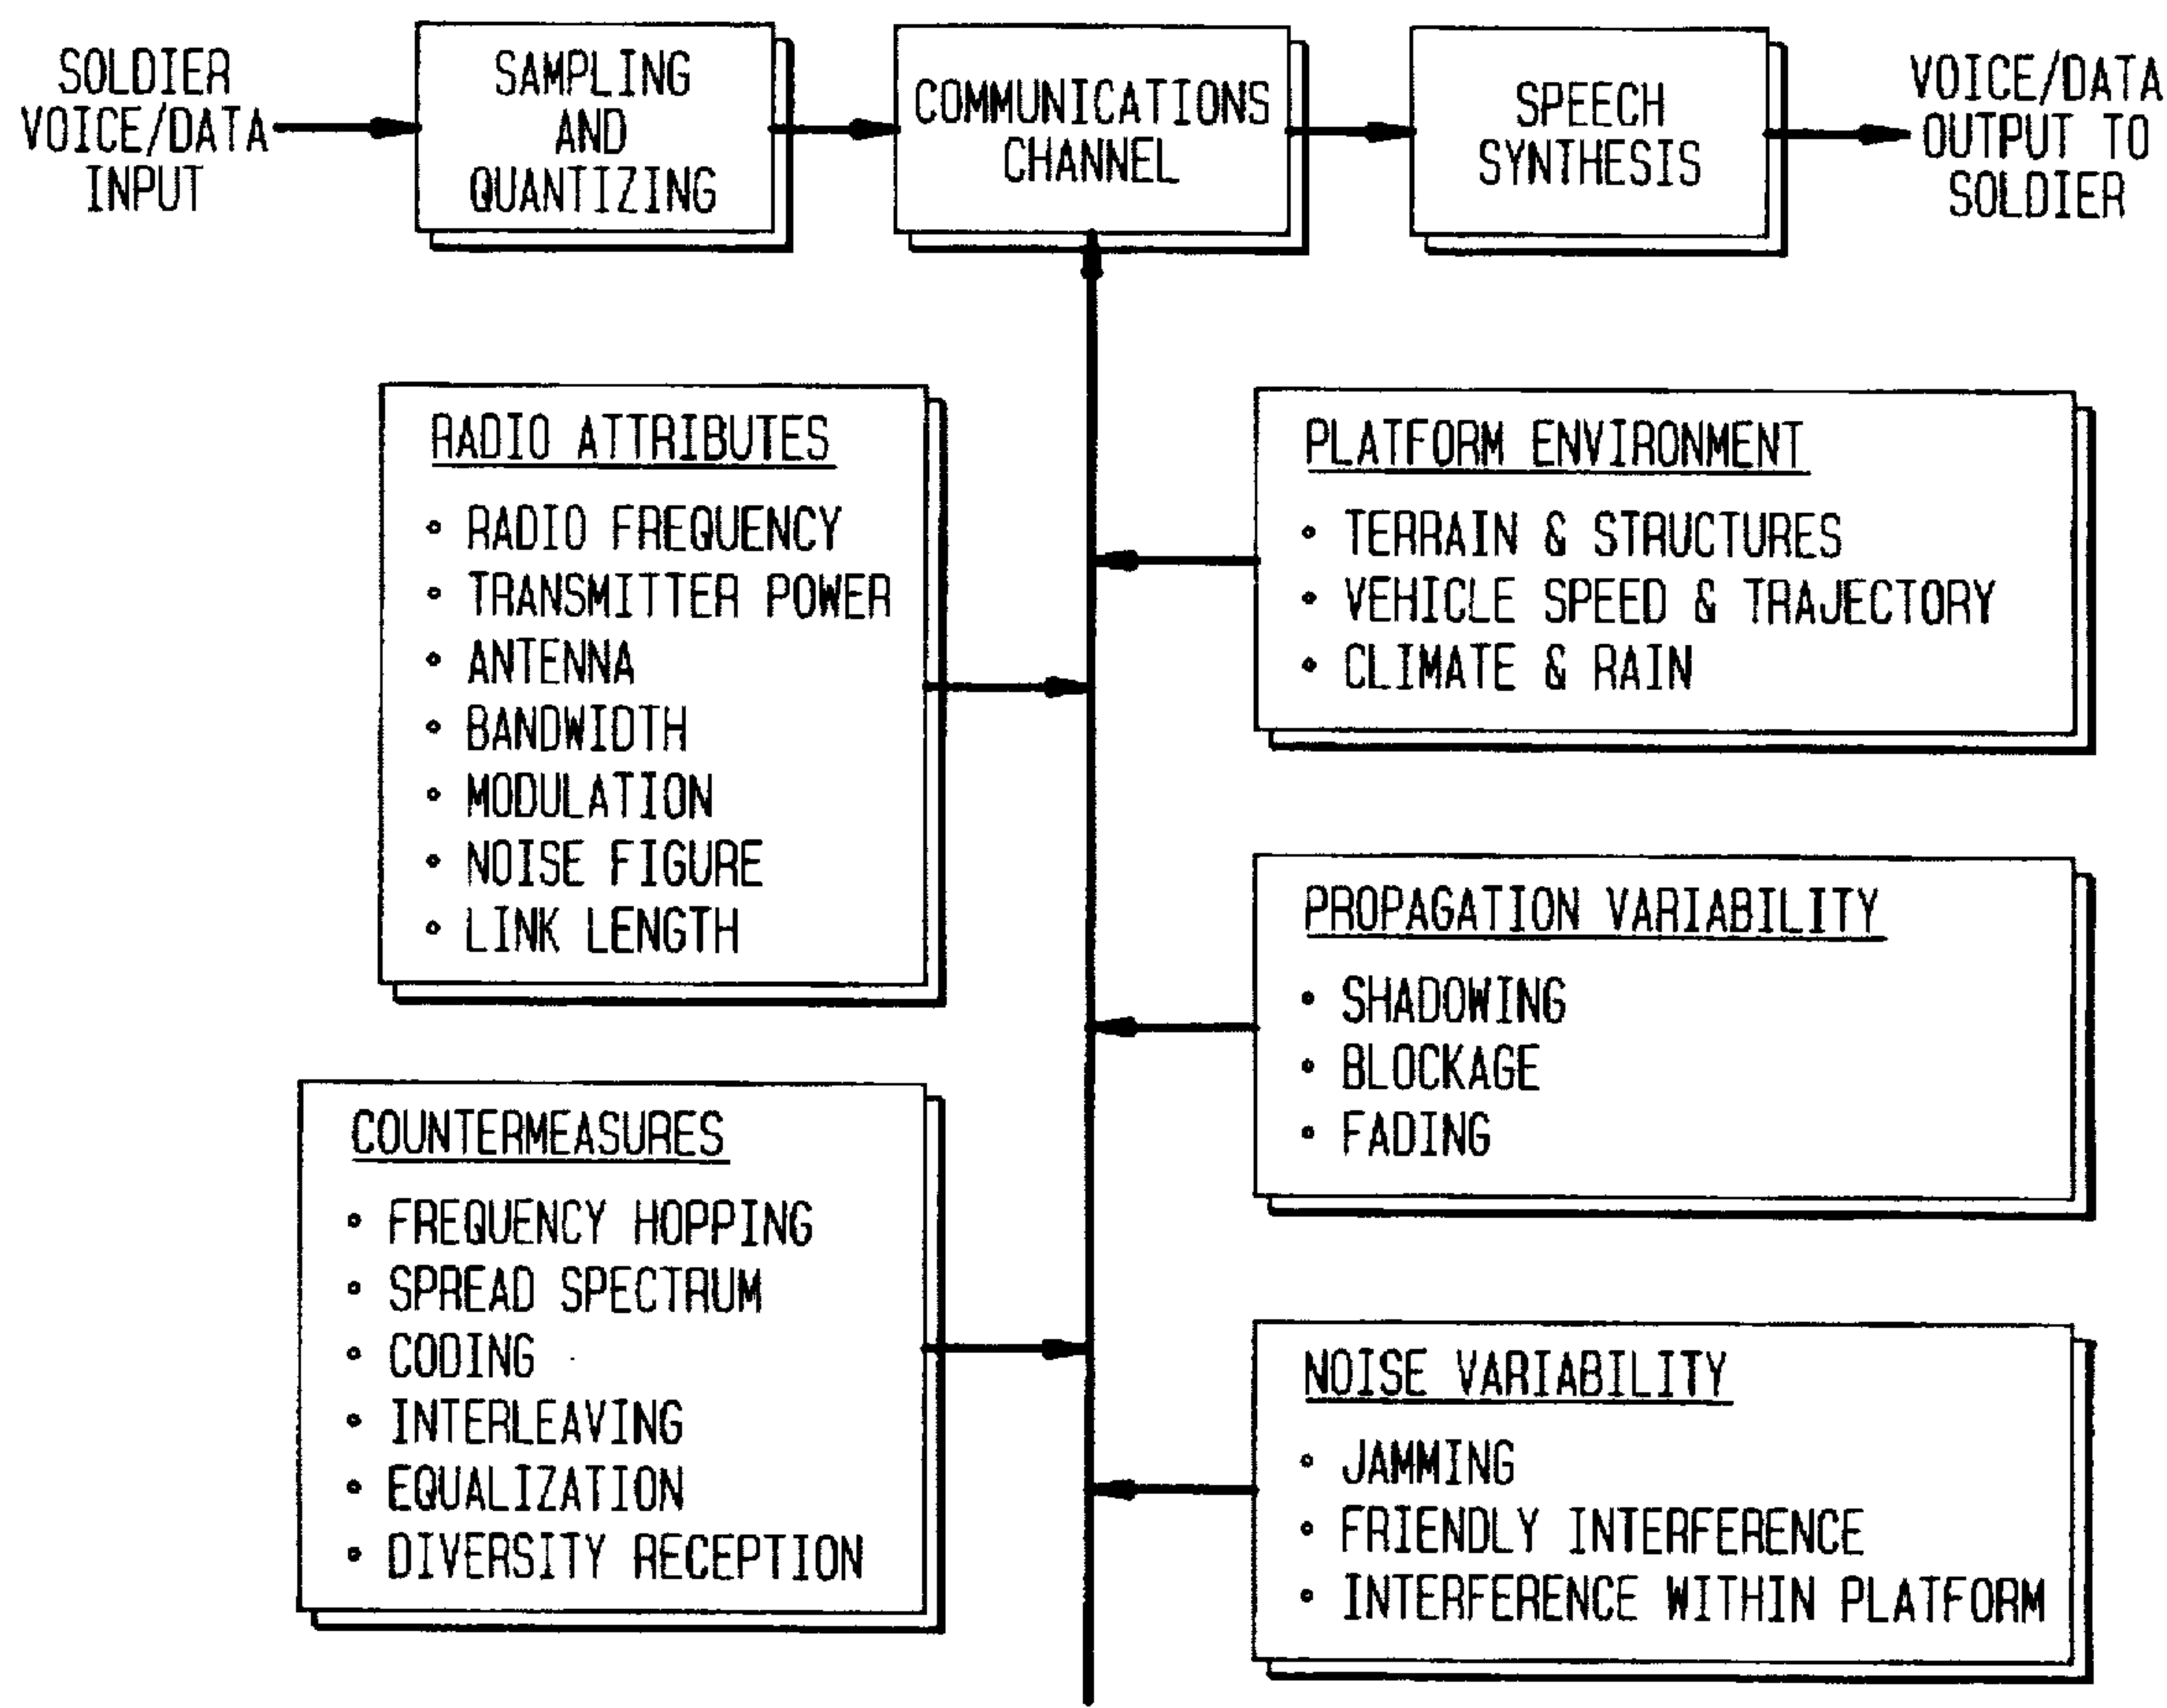 SOLDIER
VOICE/DATA
INPUT
SAMPLING
AND
QUANTIZING
COMMUNICATIONS
CHANNEL
SPEECH
SYNTHESIS
VOICE/DATA
OUTPUT TO
SOLDIER
RADIO ATTRIBUTES
• RADIO FREQUENCY
• TRANSMITTER POWER
• ANTENNA
• BANDWIDTH
• MODULATION
• NOISE FIGURE
• LINK LENGTH
COUNTERMEASURES
• FREQUENCY HOPPING
• SPREAD SPECTRUM
• CODING
• INTERLEAVING
• EQUALIZATION
• DIVERSITY RECEPTION
PLATFORM ENVIRONMENT
• TERRAIN & STRUCTURES
• VEHICLE SPEED & TRAJECTORY
• CLIMATE & RAIN
PROPAGATION VARIABILITY
• SHADOWING
• BLOCKAGE
• FADING
NOISE VARIABILITY
• JAMMING
• FRIENDLY INTERFERENCE
• INTERFERENCE WITHIN PLATFORM